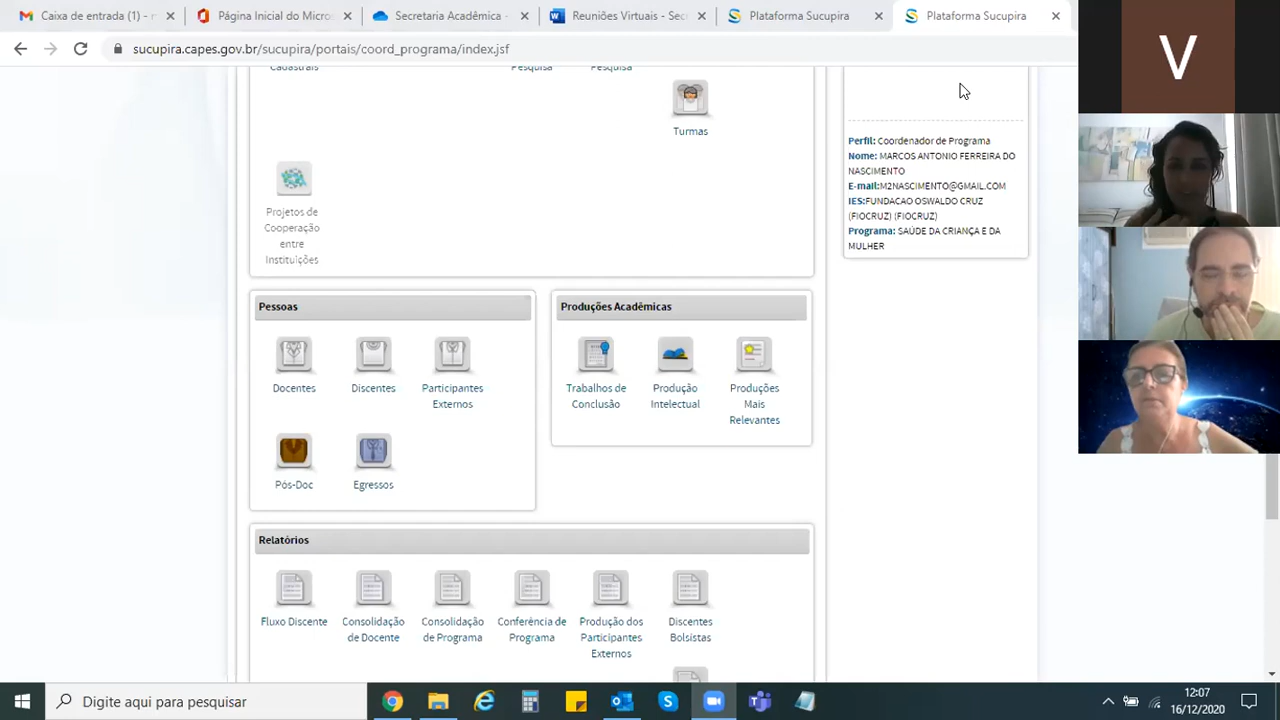 Caixa de entrada (1) - m
Página Inicial do Micros
Secretaria Acadêmica -
Reuniões Virtuais - Secr
Plataforma Sucupira
Plataforma Sucupira
sucupira.capes.gov.br/sucupira/portais/coord_programa/index.jsf
V
Cadastrais
Pesquisa
Pesquisa
Turmas
Projetos de
Cooperação
entre
Instituições
Perfil: Coordenador de Programa
Nome: MARCOS ANTONIO FERREIRA DO
NASCIMENTO
E-mail:M2NASCIMENTO@GMAIL.COM
IES:FUNDACAO OSWALDO CRUZ
(FIOCRUZ) (FIOCRUZ)
Programa: SAÚDE DA CRIANÇA E DA
MULHER
Pessoas
Docentes
Discentes
Participantes
Externos
Pós-Doc
Egressos
Produções Acadêmicas
Trabalhos de
Conclusão
Produção
Intelectual
Produções
Mais
Relevantes
Relatórios
Fluxo Discente
Consolidação
de Docente
Consolidação
de Programa
Conferência de
Programa
Produção dos
Participantes
Externos
Discentes
Bolsistas
Digite aqui para pesquisar
12:07
16/12/2020